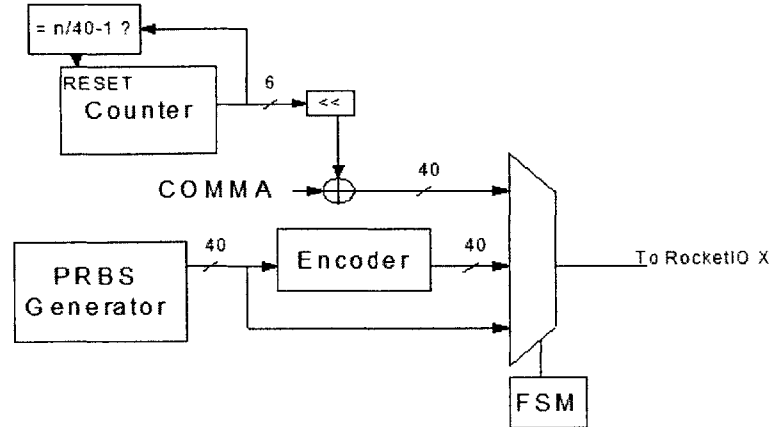 = n/40-1 ?
RESET
Counter
6
<<
COMMA
40
PRBS
Generator
40
Encoder
40
To RocketIO X
FSM